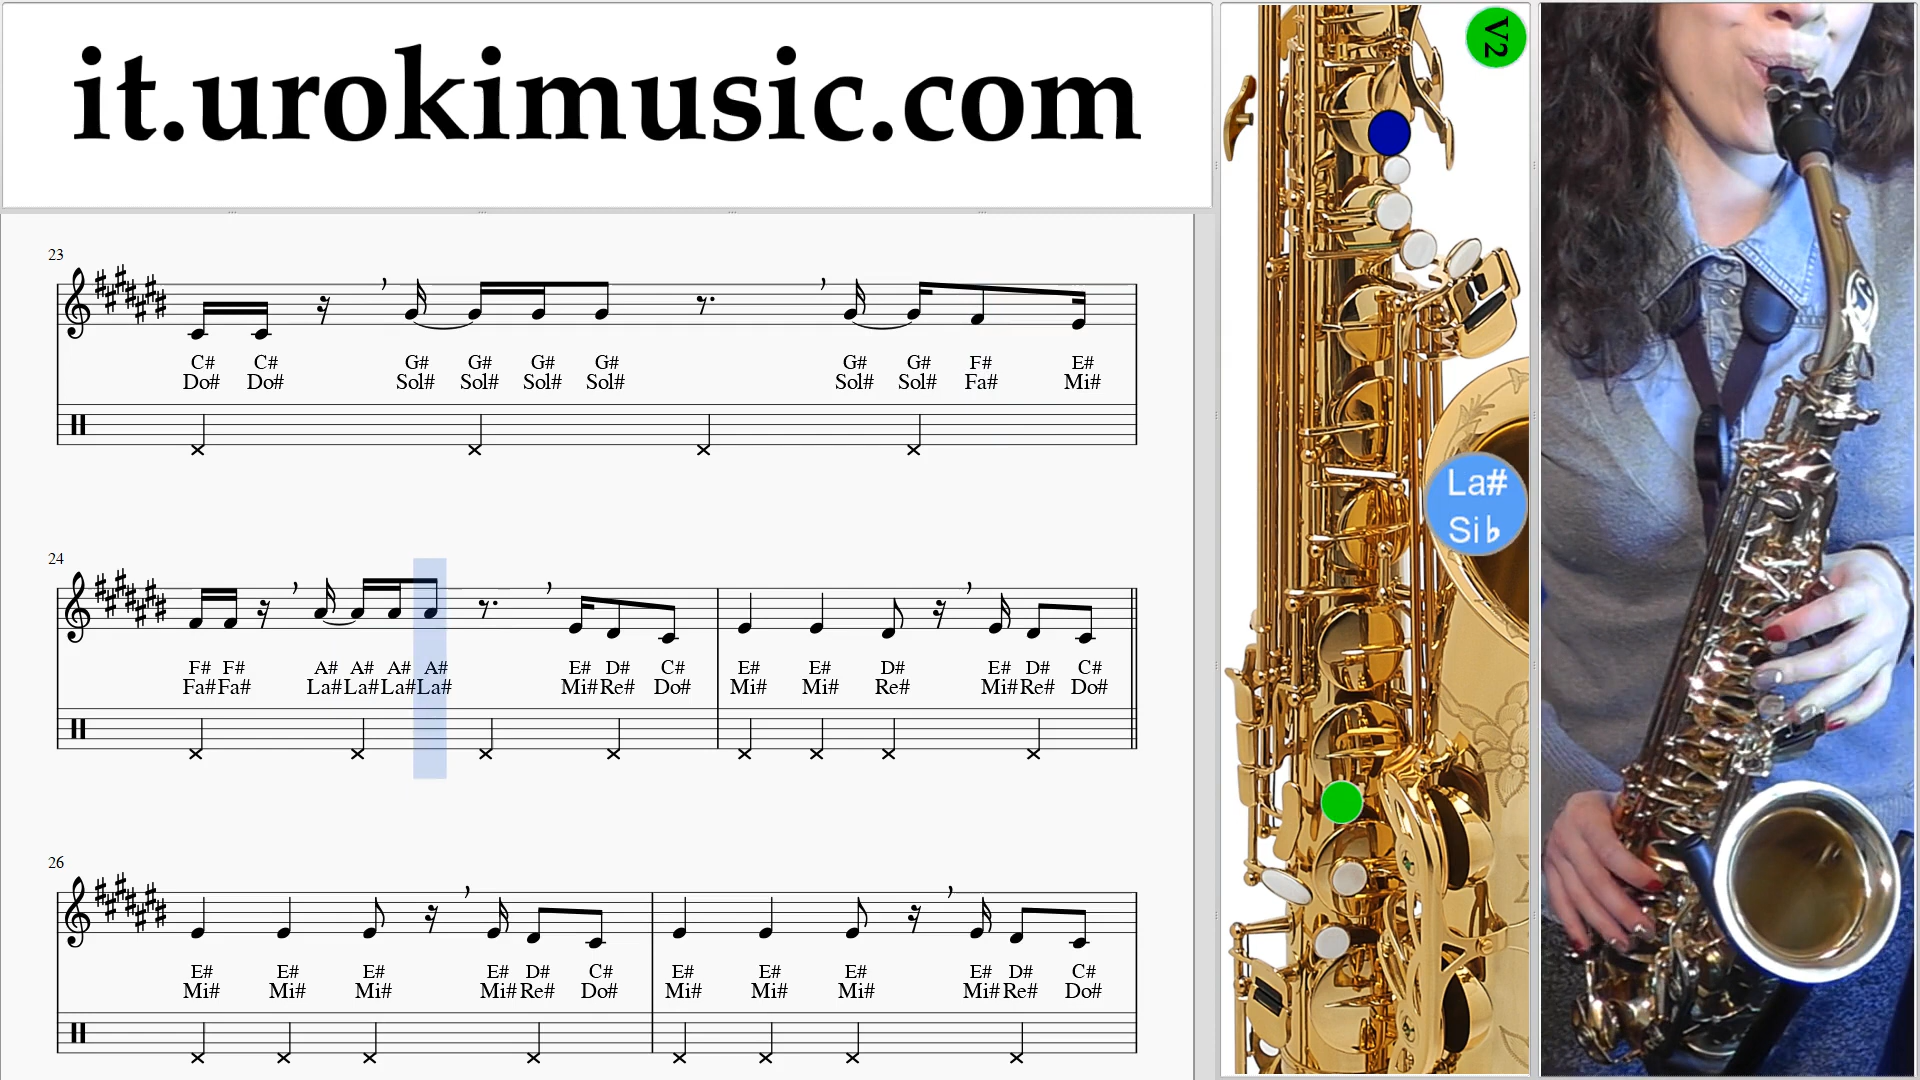 it.urokimusic.com
V2
23
C# C# G# G# G# G# G# G# F# E#
Do# Do# Sol# Sol# Sol# Sol# Sol# Sol# Fa# Mi#
La#
Si♭
24
F# F# A# A# A# A# E# D# C# E# E# D# E# D# C#
Fa# Fa# La# La# La# La# Mi# Re# Do# Mi# Mi# Re# Mi# Re# Do#
26
E# E# E# E# D# C# E# E# E# E# D# C#
Mi# Mi# Mi# Mi# Re# Do# Mi# Mi# Mi# Mi# Re# Do#